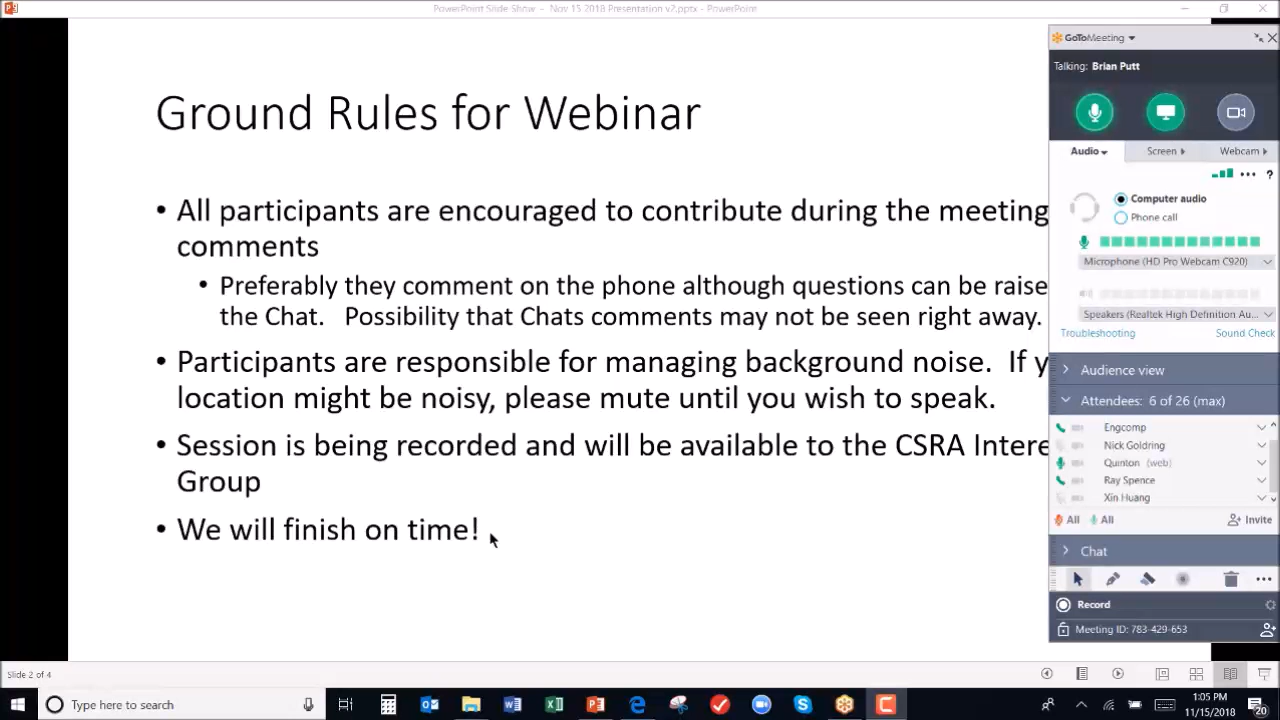 PowerPoint Slide Show - Nov 15 2018 Presentation v2.pptx - PowerPoint
Ground Rules for Webinar
• All participants are encouraged to contribute during the meeting
comments
• Preferably they comment on the phone although questions can be raise
the Chat. Possibility that Chats comments may not be seen right away.
• Participants are responsible for managing background noise. If y
location might be noisy, please mute until you wish to speak.
• Session is being recorded and will be available to the CSRA Intere
Group
• We will finish on time!
GoToMeeting
Talking: Brian Putt
Audio
Screen
Webcam
?
Computer audio
Phone call
Microphone (HD Pro Webcam C920)
Speakers (Realtek High Definition Au...
Troubleshooting
Sound Check
Audience view
Attendees: 6 of 26 (max)
Engcomp
Nick Goldring
Quinton (web)
Ray Spence
Xin Huang
All
All
Invite
Chat
Record
Meeting ID: 783-429-653
Slide 2 of 4
Type here to search
1:05 PM
11/15/2018
20